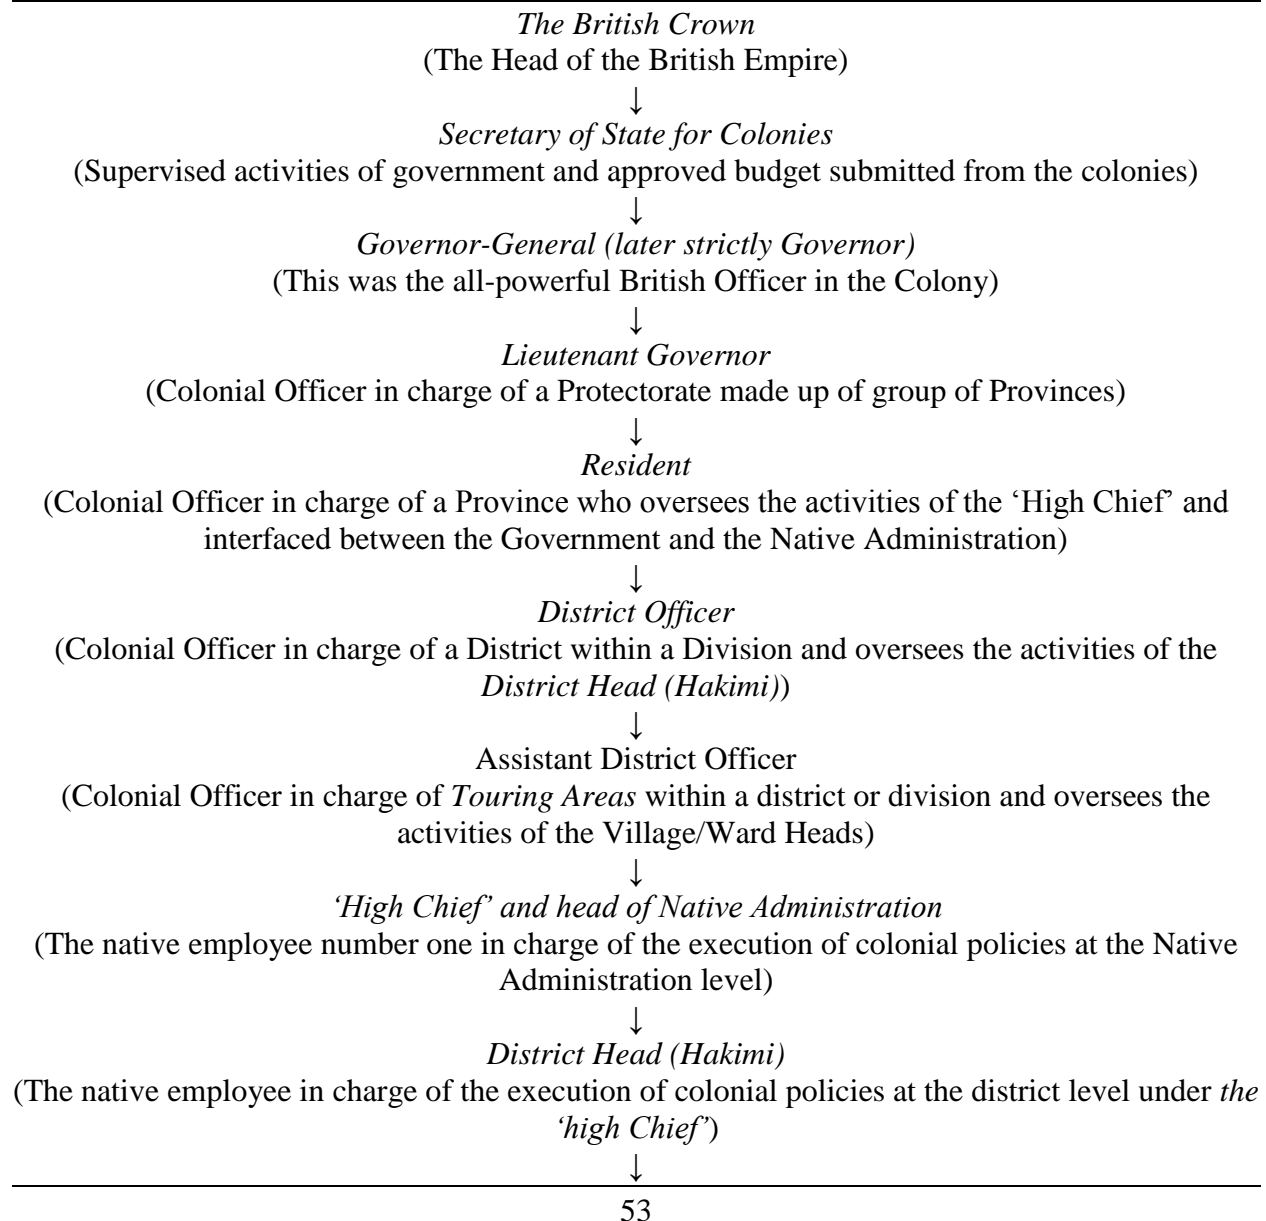 The British Crown
(The Head of the British Empire)
↓
Secretary of State for Colonies
(Supervised activities of government and approved budget submitted from the colonies)
↓
Governor-General (later strictly Governor)
(This was the all-powerful British Officer in the Colony)
↓
Lieutenant Governor
(Colonial Officer in charge of a Protectorate made up of group of Provinces)
↓
Resident
(Colonial Officer in charge of a Province who oversees the activities of the ‘High Chief’ and
interfaced between the Government and the Native Administration)
↓
District Officer
(Colonial Officer in charge of a District within a Division and oversees the activities of the
District Head (Hakimi))
↓
Assistant District Officer
(Colonial Officer in charge of Touring Areas within a district or division and oversees the
activities of the Village/Ward Heads)
↓
‘High Chief’ and head of Native Administration
(The native employee number one in charge of the execution of colonial policies at the Native
Administration level)
↓
District Head (Hakimi)
(The native employee in charge of the execution of colonial policies at the district level under the
‘high Chief’)
↓
53